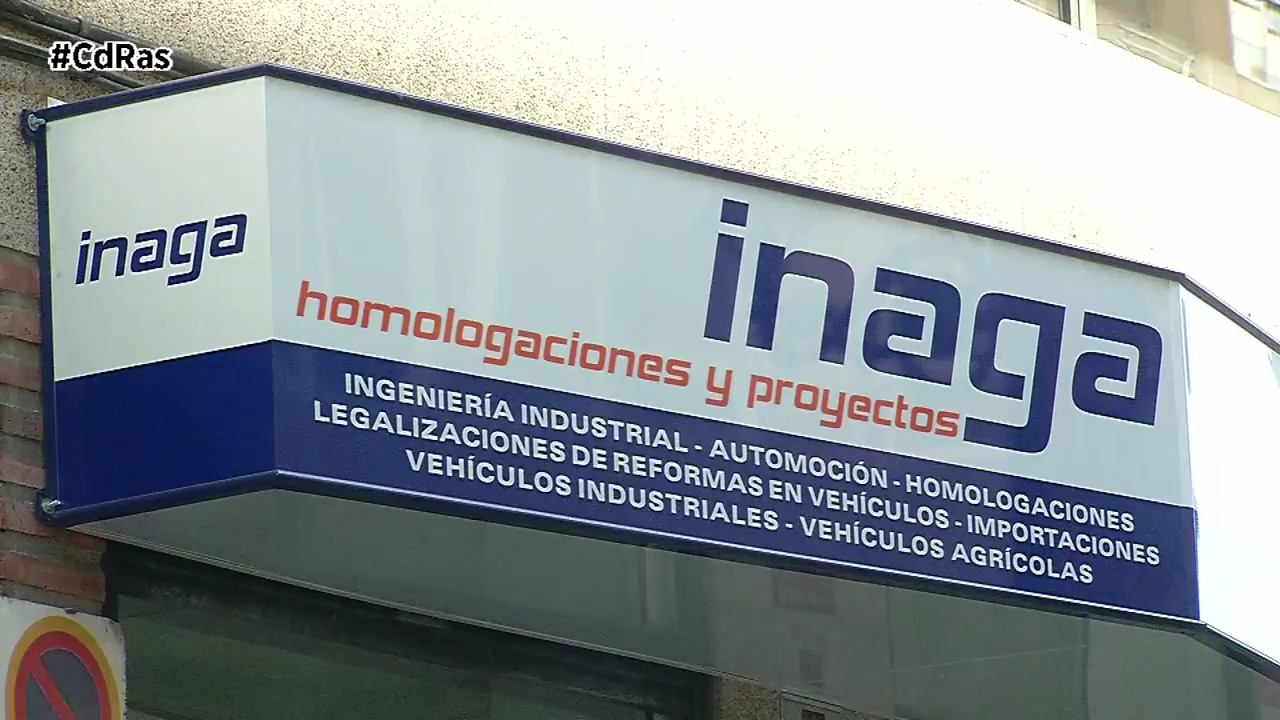 #CdRas
inaga
inaga
homologaciones y proyectos
INGENIERÍA INDUSTRIAL - AUTOMOCIÓN - HOMOLOGACIONES
LEGALIZACIONES DE REFORMAS EN VEHÍCULOS - IMPORTACIONES
VEHÍCULOS INDUSTRIALES - VEHÍCULOS AGRÍCOLAS